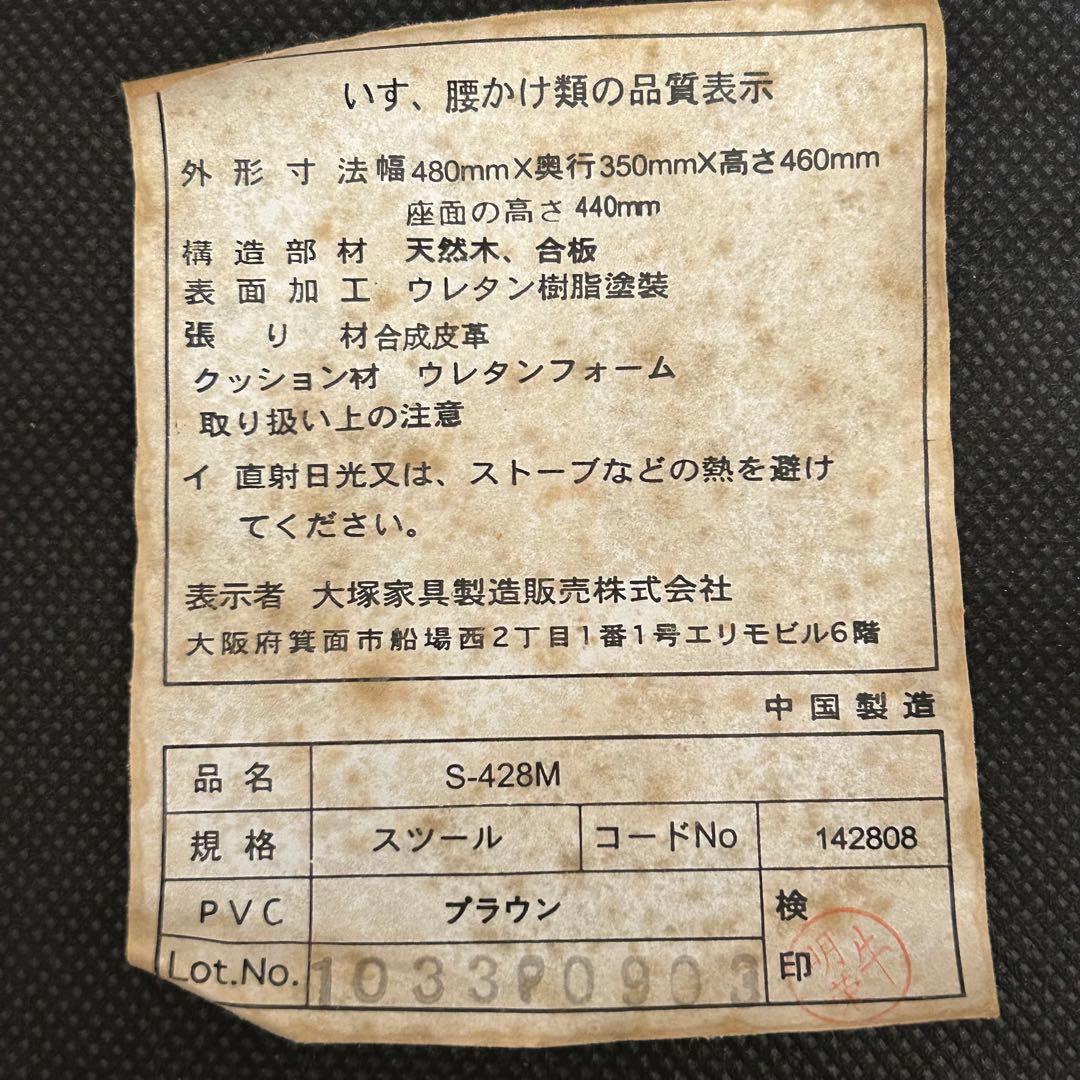 いす、腰かけ類の品質表示
外形寸法 幅480mmX奥行350mmX高さ460mm
座面の高さ 440mm
構造部材 天然木、合板
表面加工 ウレタン樹脂塗装
張り材 合成皮革
クッション材 ウレタンフォーム
取り扱い上の注意
イ 直射日光又は、ストーブなどの熱を避け
てください。
表示者 大塚家具製造販売株式会社
大阪府箕面市船場西2丁目1番1号エリモビル6階
中国製造
品名 S-428M
規格 スツール コードNo 142808
PVC ブラウン 検
Lot.No. 1033P0903 印